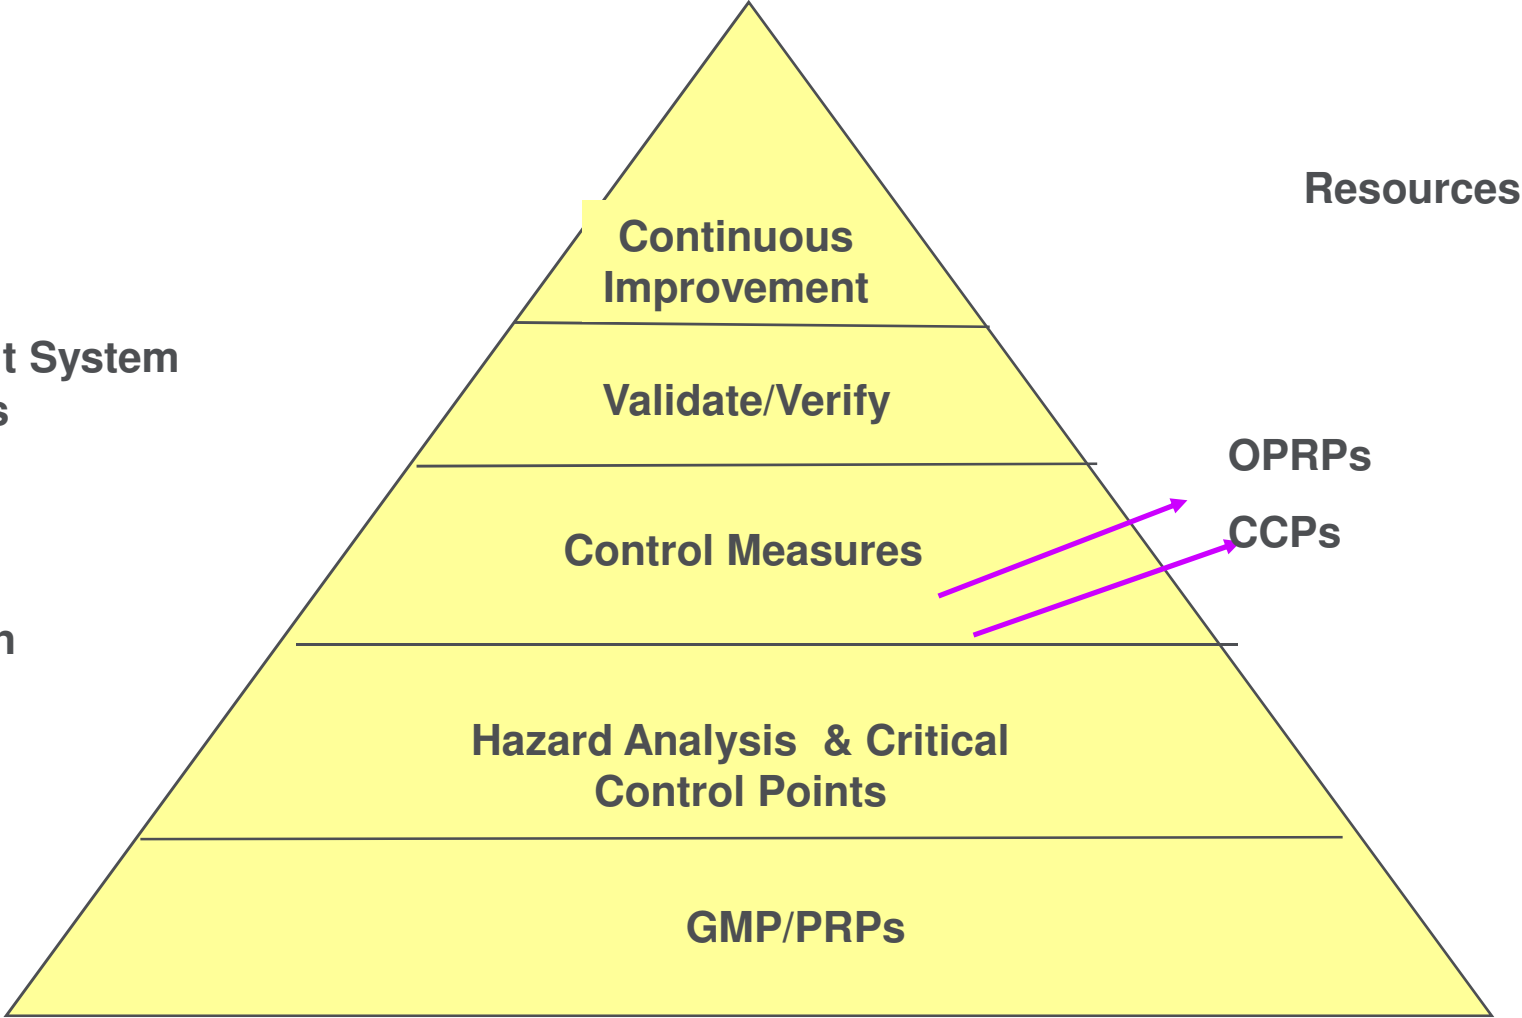 Resources
Continuous
Improvement
t System
s
Validate/Verify
OPRPs
CCPs
Control Measures
n
Hazard Analysis & Critical
Control Points
GMP/PRPs